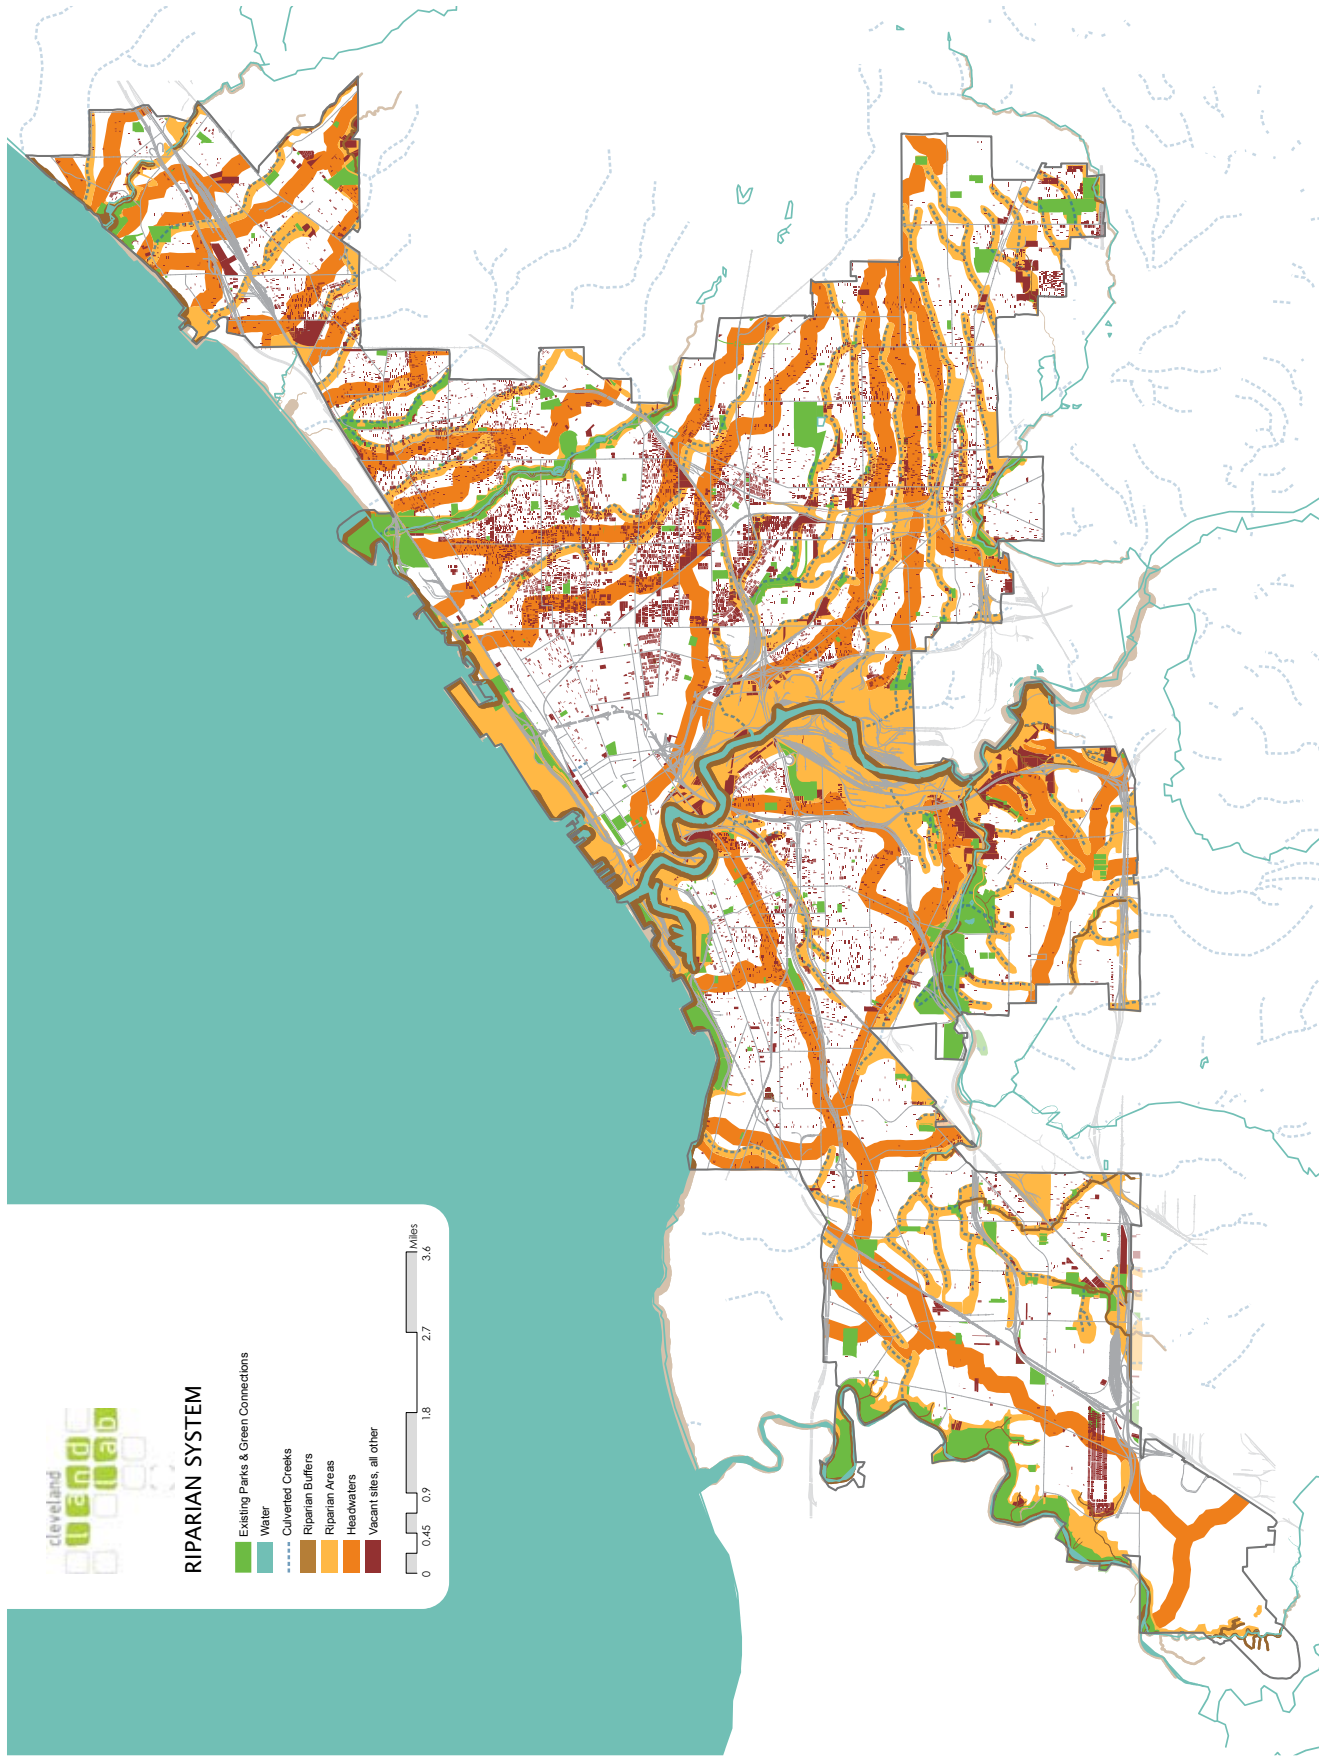 cleveland
land
lab
RIPARIAN SYSTEM
Existing Parks & Green Connections
Water
Culverted Creeks
Riparian Buffers
Riparian Areas
Headwaters
Vacant sites, all other
0 0.45 0.9 1.8 2.7 3.6
Miles